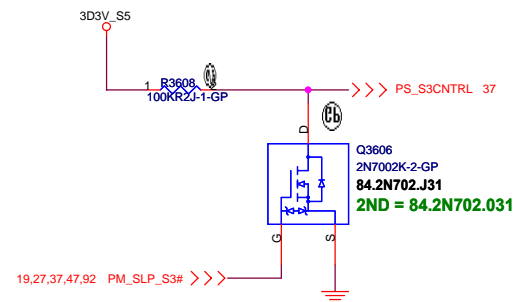 3D3V_S5
1 R3608 2
100KR2J-1-GP
PS_S3CNTRL 37
D
Q3606
2N7002K-2-GP
84.2N702.J31
2ND = 84.2N702.031
G S
19,27,37,47,92 PM_SLP_S3#